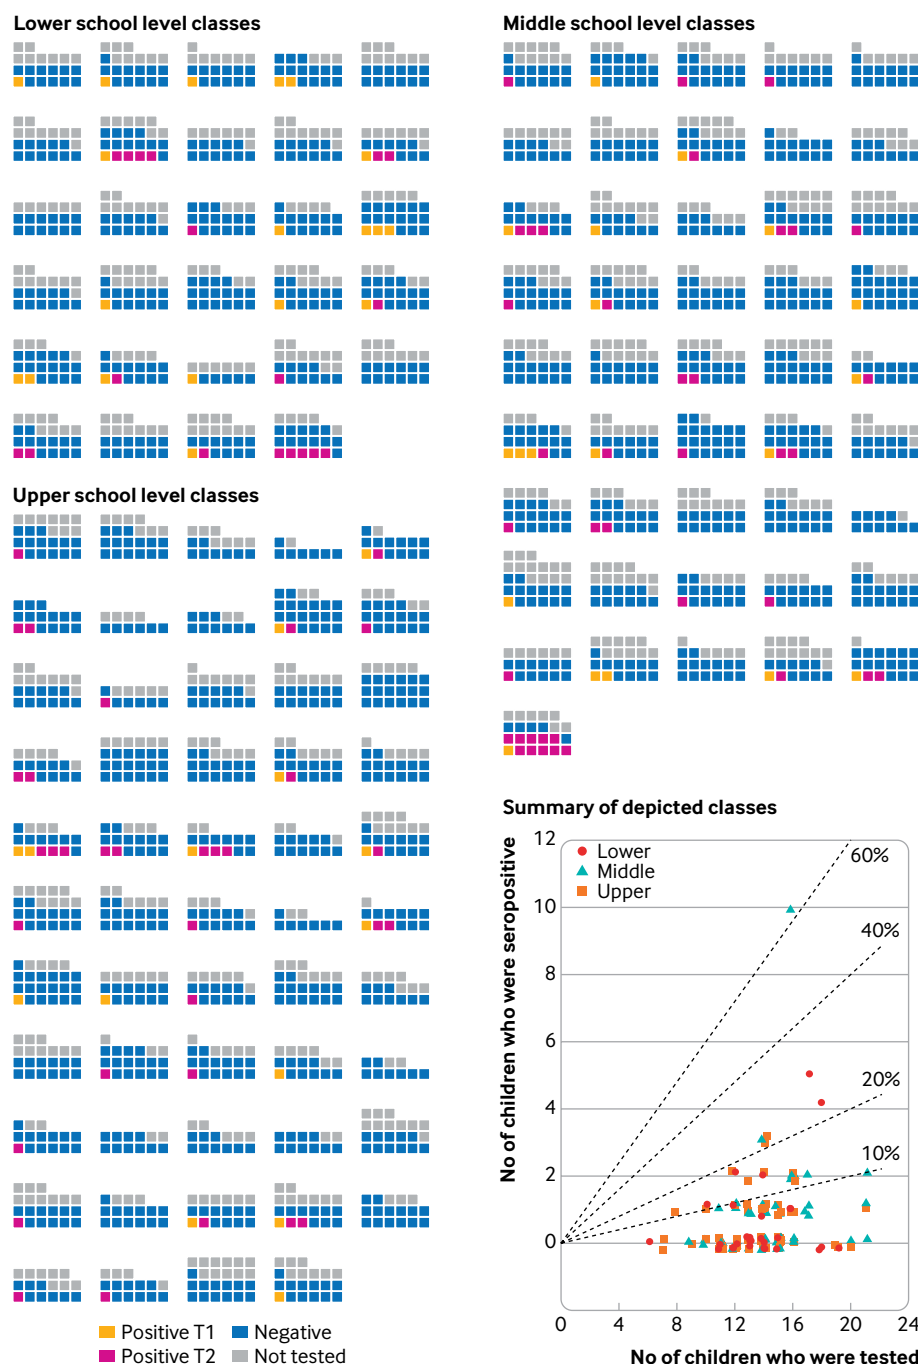 Lower school level classes
Middle school level classes
Upper school level classes
Positive T1
Negative
Positive T2
Not tested
Summary of depicted classes
No of children who were seropositive
12
10
8
6
4
2
0
Lower
Middle
Upper
60%
40%
20%
10%
0
4
8
12
16
20
24
No of children who were tested